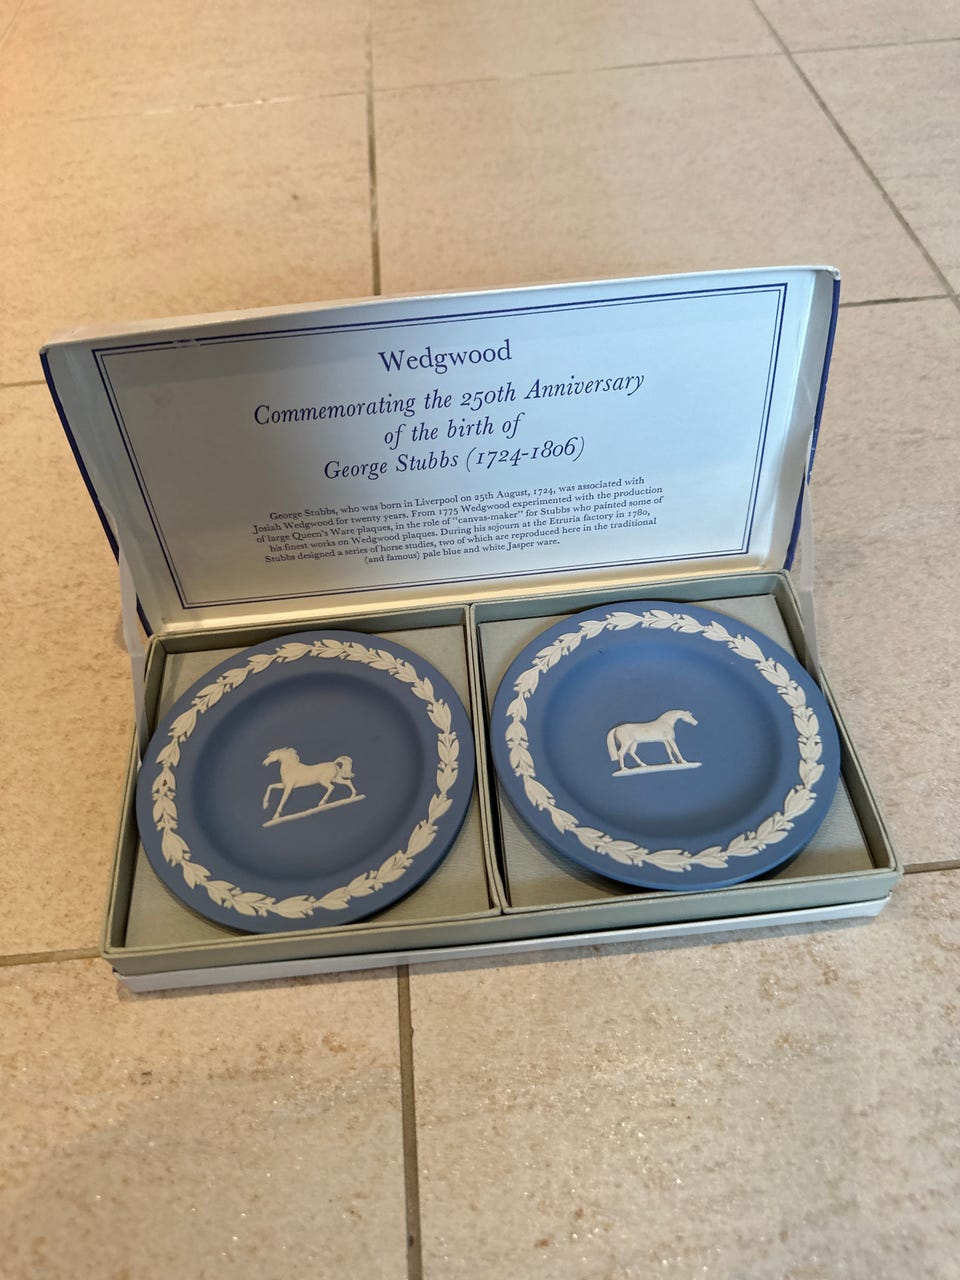 Wedgwood
Commemorating the 250th Anniversary
of the birth of
George Stubbs (1724-1806)
George Stubbs, who was born in Liverpool on 25th August, 1724, was associated with
Josiah Wedgwood for twenty years. From 1775 Wedgwood experimented with the production
of large Queen's Ware plaques, in the role of "canvas-maker" for Stubbs who painted some of
his finest works on Wedgwood plaques. During his sojourn at the Etruria factory in 1780,
Stubbs designed a series of horse studies, two of which are reproduced here in the traditional
(and famous) pale blue and white Jasper ware.